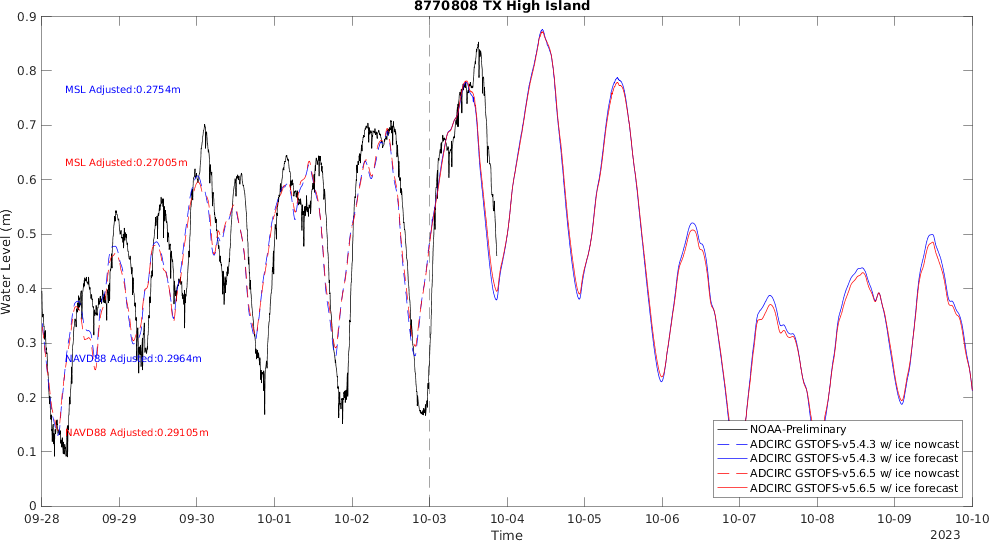 8770808 TX High Island
0.9
0.8
0.7
0.6
0.5
0.4
0.3
0.2
0.1
0
Water Level (m)
MSL Adjusted:0.2754m
MSL Adjusted:0.27005m
NAVD88 Adjusted:0.2964m
NAVD88 Adjusted:0.29105m
NOAA-Preliminary
ADCIRC GSTOFS-v5.4.3 w/ ice nowcast
ADCIRC GSTOFS-v5.4.3 w/ ice forecast
ADCIRC GSTOFS-v5.6.5 w/ ice nowcast
ADCIRC GSTOFS-v5.6.5 w/ ice forecast
09-28 09-29 09-30 10-01 10-02 10-03 10-04 10-05 10-06 10-07 10-08 10-09 10-10
Time
2023